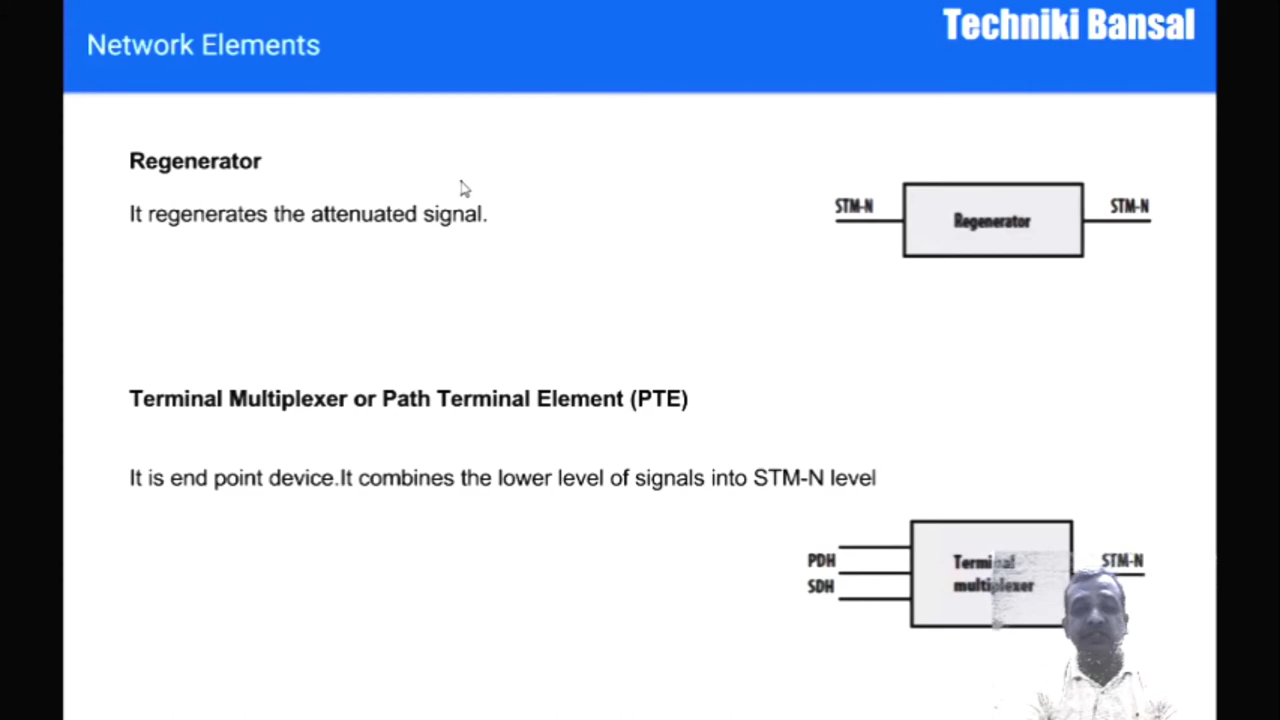 Network Elements
Techniki Bansal
Regenerator
It regenerates the attenuated signal.
STM-N
Regenerator
STM-N
Terminal Multiplexer or Path Terminal Element (PTE)
It is end point device.It combines the lower level of signals into STM-N level
PDH
SDH
Terminal
multiplexer
STM-N